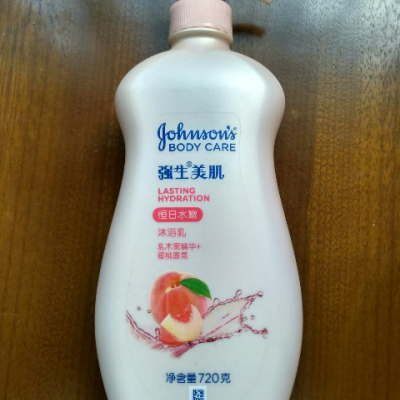 Johnson's®
BODY CARE
强生®美肌
LASTING
HYDRATION
恒日水嫩
沐浴乳
乳木果精华+
蜜桃香氛
净含量720克